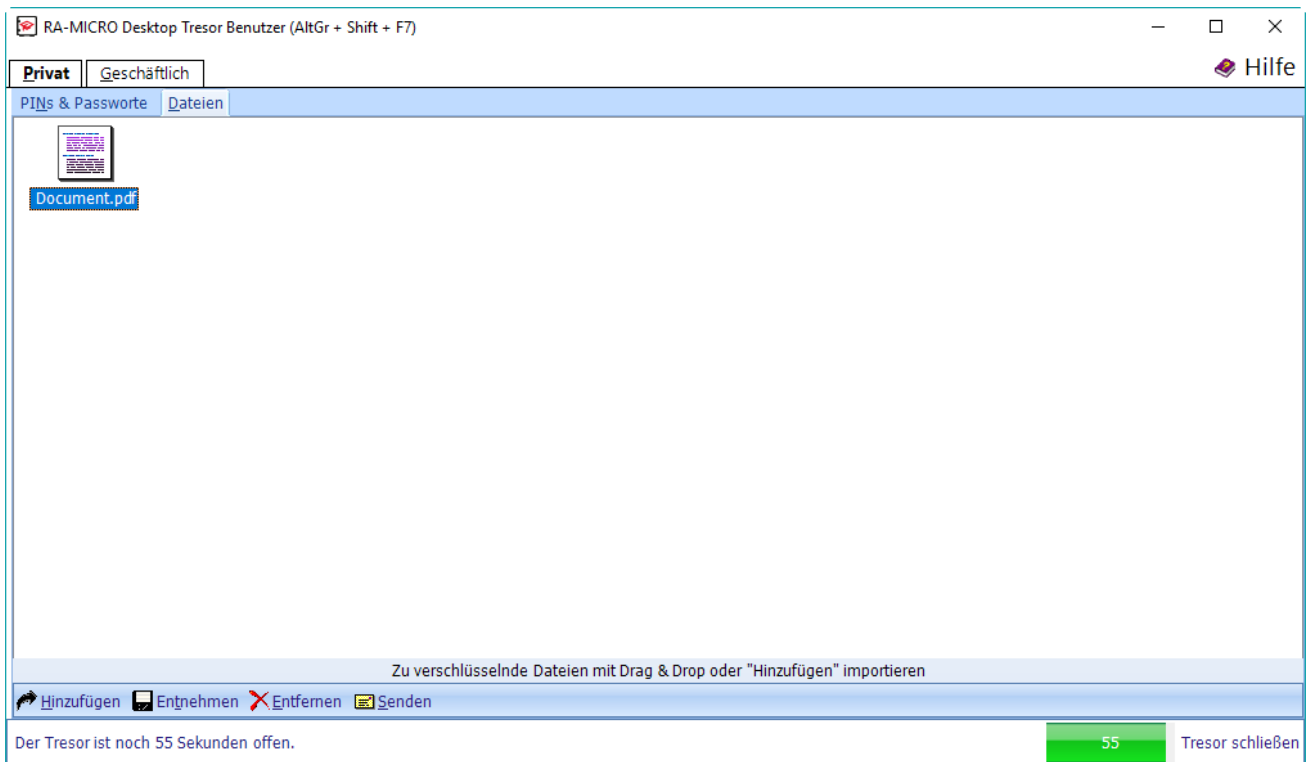 RA-MICRO Desktop Tresor Benutzer (AltGr + Shift + F7)
Privat Geschäftlich Hilfe
PINs & Passworte Dateien
Document.pdf
Zu verschlüsselnde Dateien mit Drag & Drop oder "Hinzufügen" importieren
Hinzufügen Entnehmen Entfernen Senden
Der Tresor ist noch 55 Sekunden offen. 55 Tresor schließen